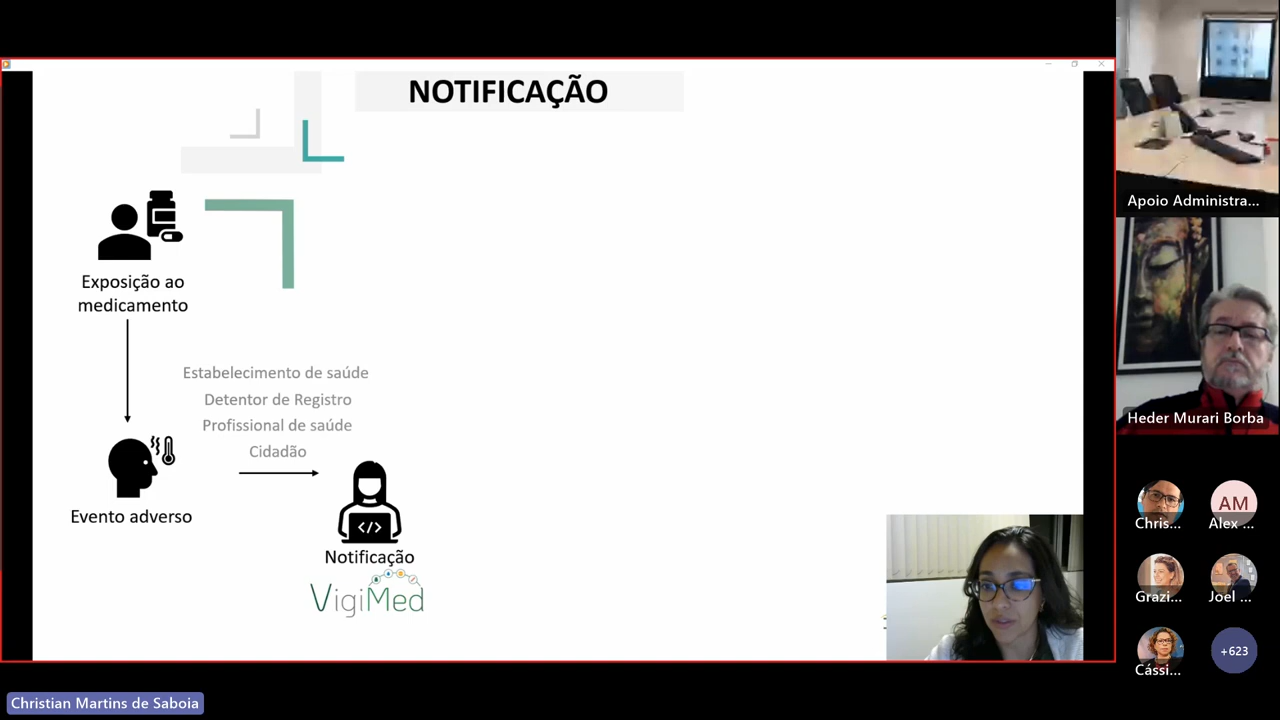 NOTIFICAÇÃO
Exposição ao
medicamento
Estabelecimento de saúde
Detentor de Registro
Profissional de saúde
Cidadão
Evento adverso
</>
Notificação
VigiMed
Apoio Administra...
Heder Murari Borba
Chris...
AM
Alex ...
Grazi...
Joel ...
Cássi...
+623
Christian Martins de Saboia